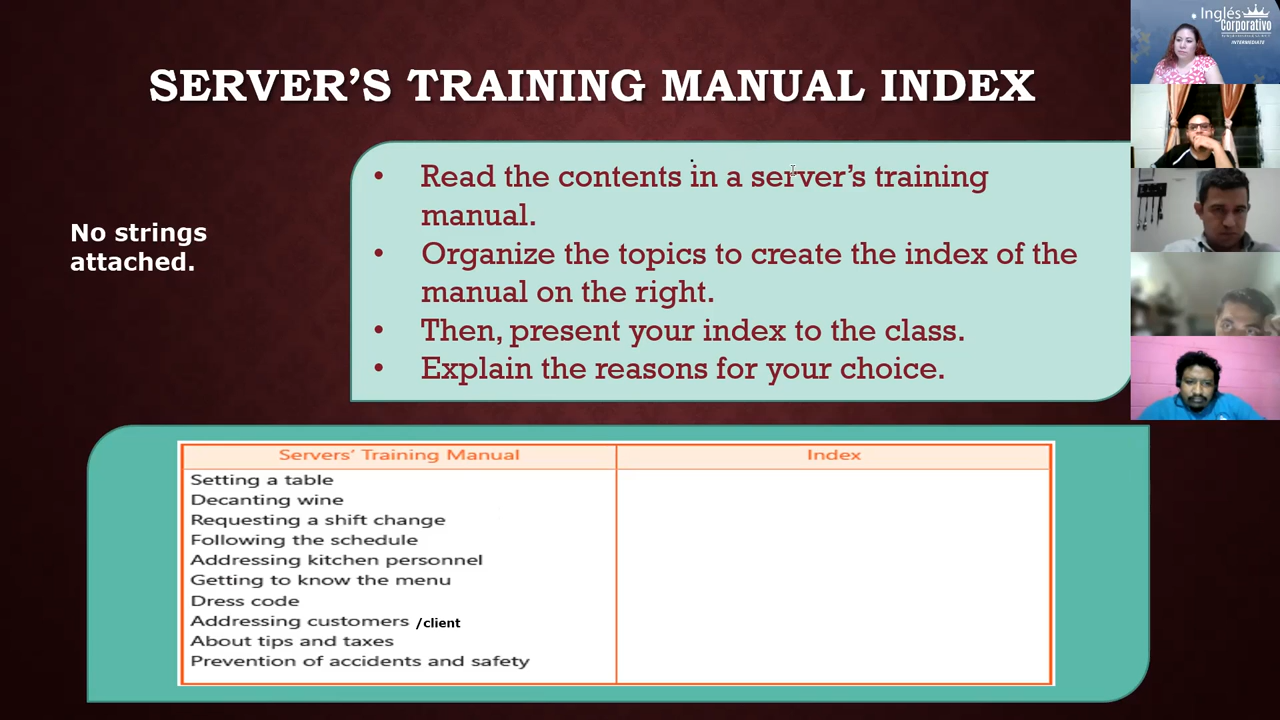 Inglés
Corporativo
INTERMEDIATE
SERVER'S TRAINING MANUAL INDEX
No strings
attached.
• Read the contents in a server's training
manual.
• Organize the topics to create the index of the
manual on the right.
• Then, present your index to the class.
• Explain the reasons for your choice.
Servers' Training Manual
Index
Setting a table
Decanting wine
Requesting a shift change
Following the schedule
Addressing kitchen personnel
Getting to know the menu
Dress code
Addressing customers /client
About tips and taxes
Prevention of accidents and safety